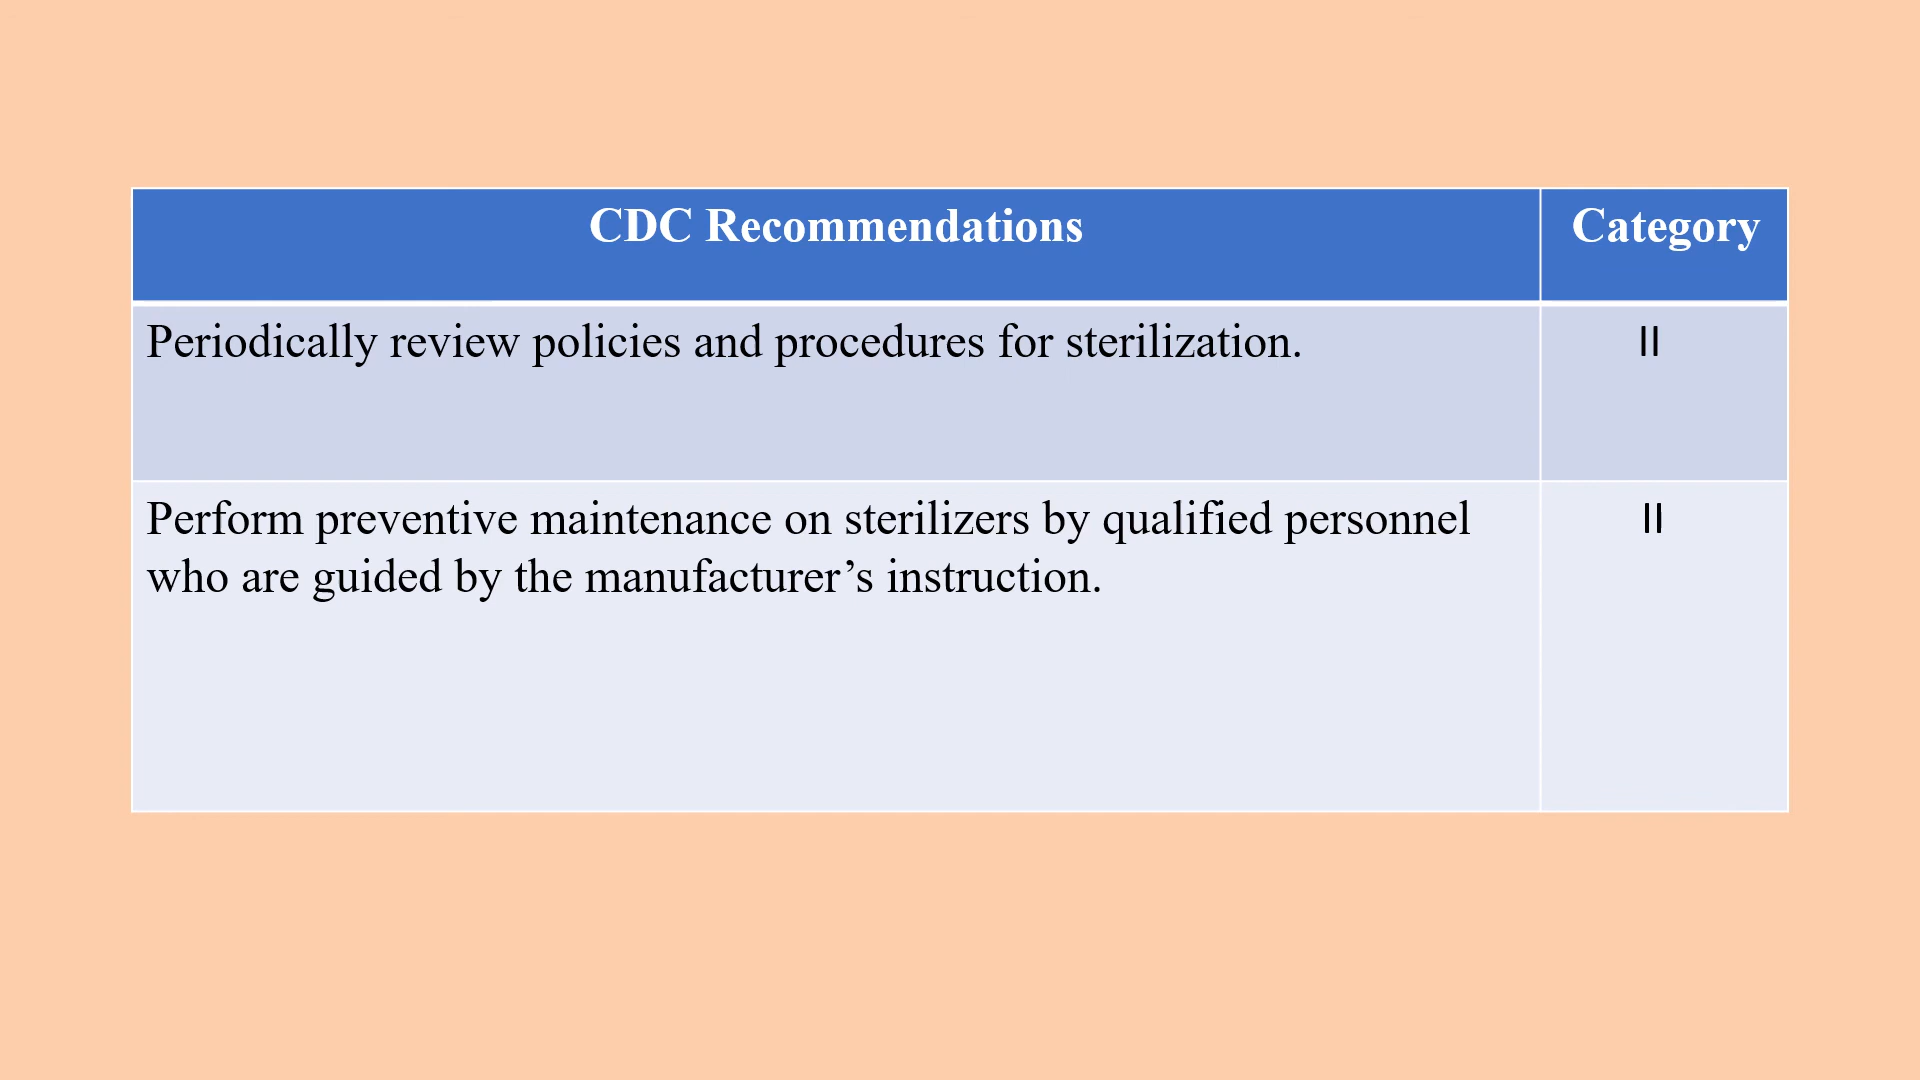 CDC Recommendations Category
Periodically review policies and procedures for sterilization. II
Perform preventive maintenance on sterilizers by qualified personnel II
who are guided by the manufacturer’s instruction.